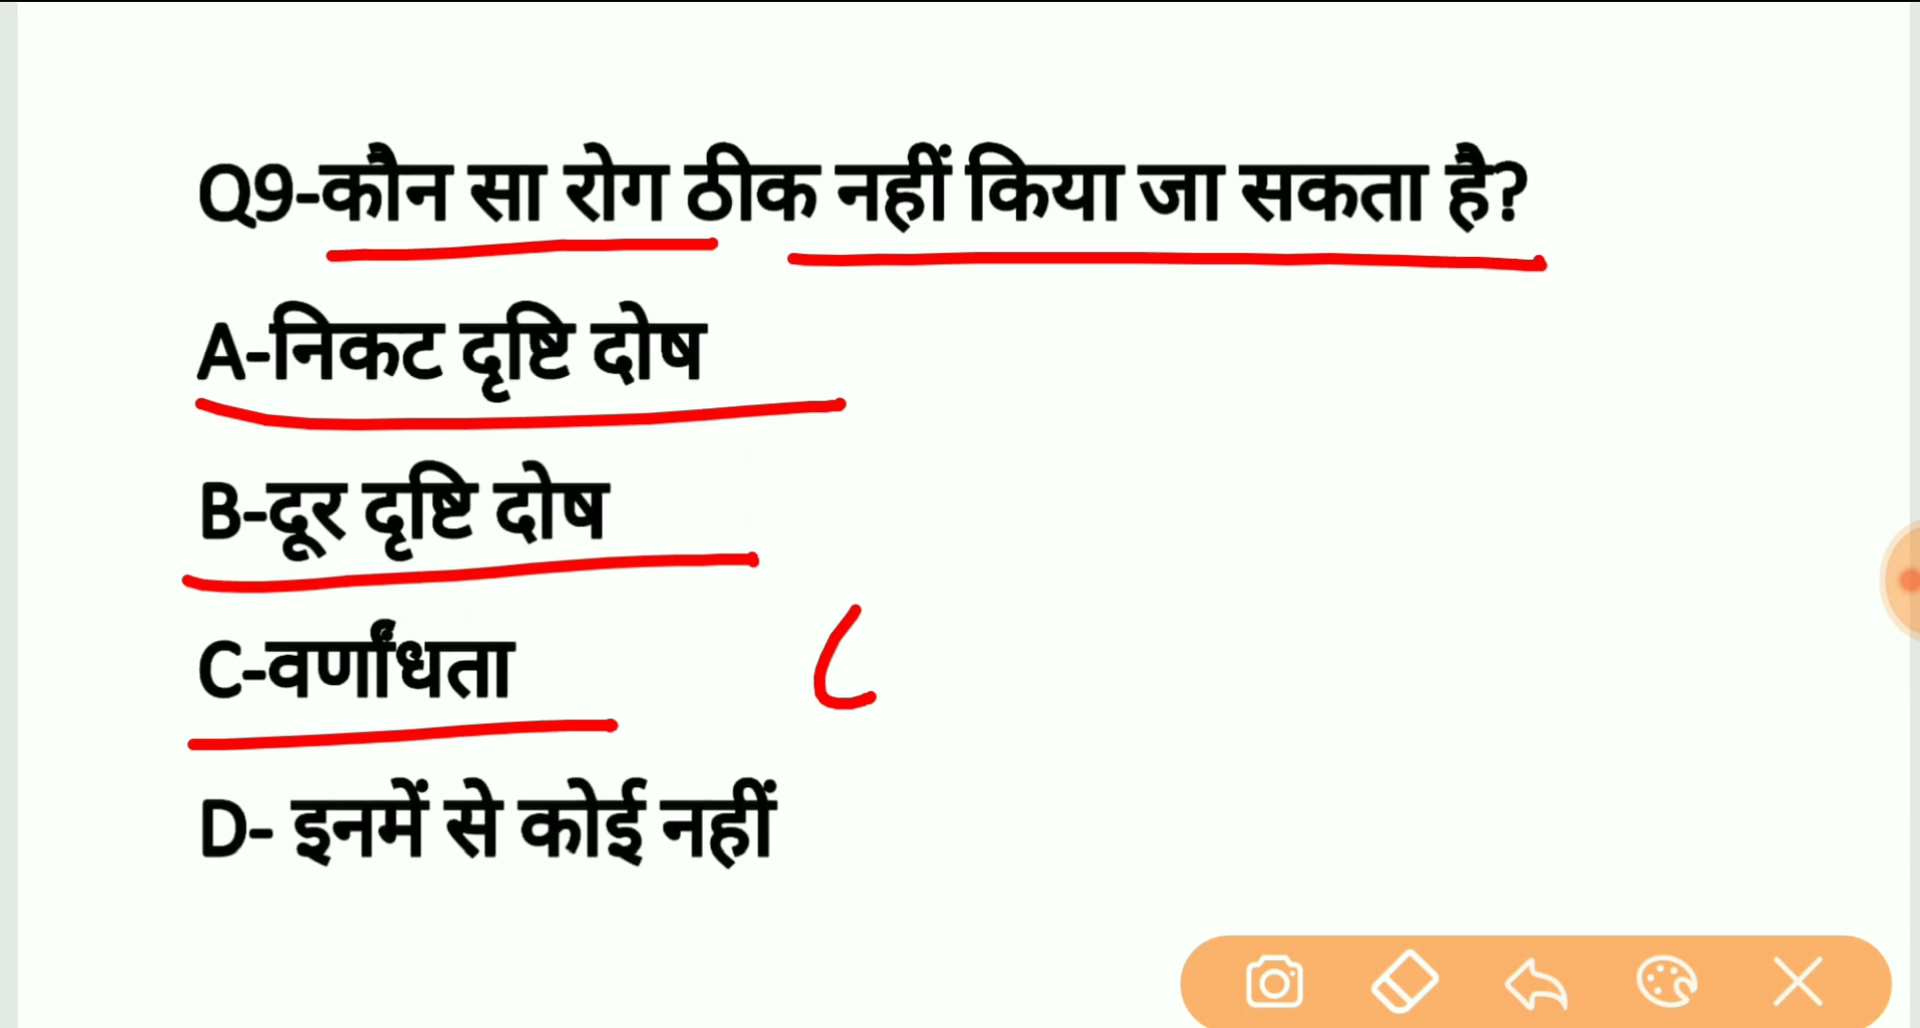 Q9-कौन सा रोग ठीक नहीं किया जा सकता है?
A-निकट दृष्टि दोष
B-दूर दृष्टि दोष
C-वर्णांधता
C
D- इनमें से कोई नहीं